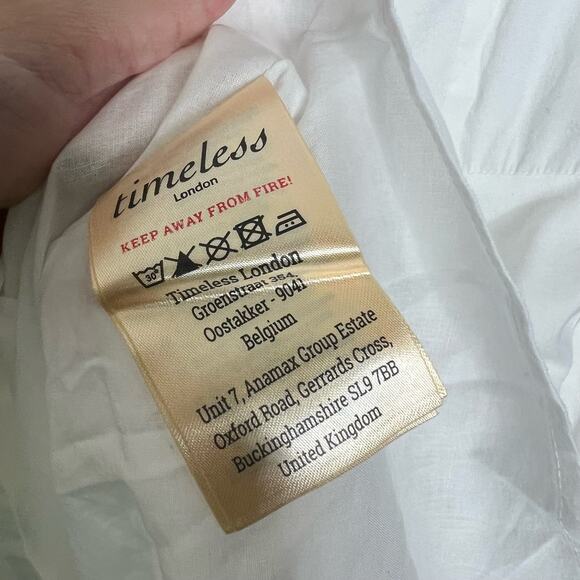 timeless
London
KEEP AWAY FROM FIRE!
30°
Timeless London
Groenstraat 354
Oostakker - 9041
Belgium
Unit 7, Anamax Group Estate
Oxford Road, Gerrards Cross,
Buckinghamshire SL9 7BB
United Kingdom